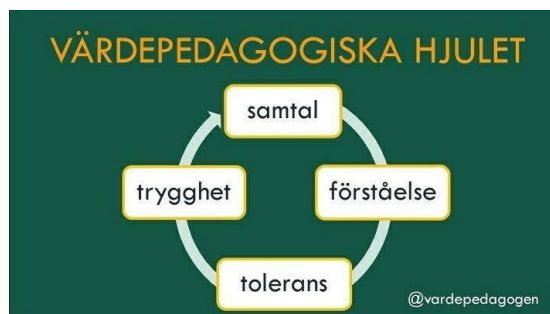 VÄRDEPEDAGOGISKA HJULET
samtal
förståelse
tolerans
trygghet
@vardepedagogen